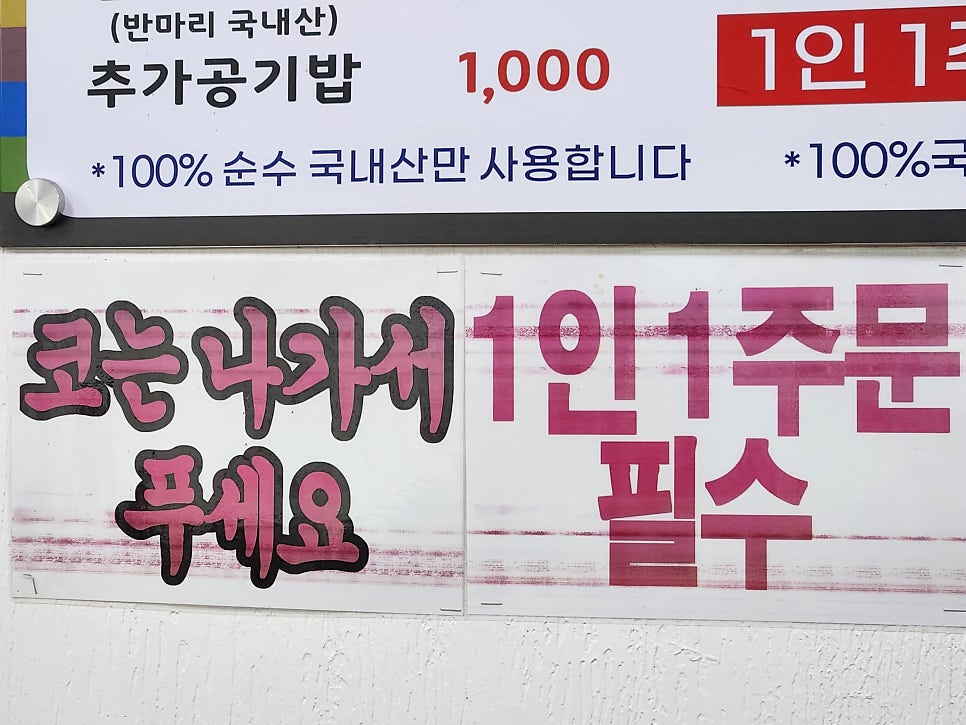 (반마리 국내산)
추가공기밥 1,000
1인 1주
*100% 순수 국내산만 사용합니다
*100%국
코는 나가서
푸세요
1인 1주문
필수